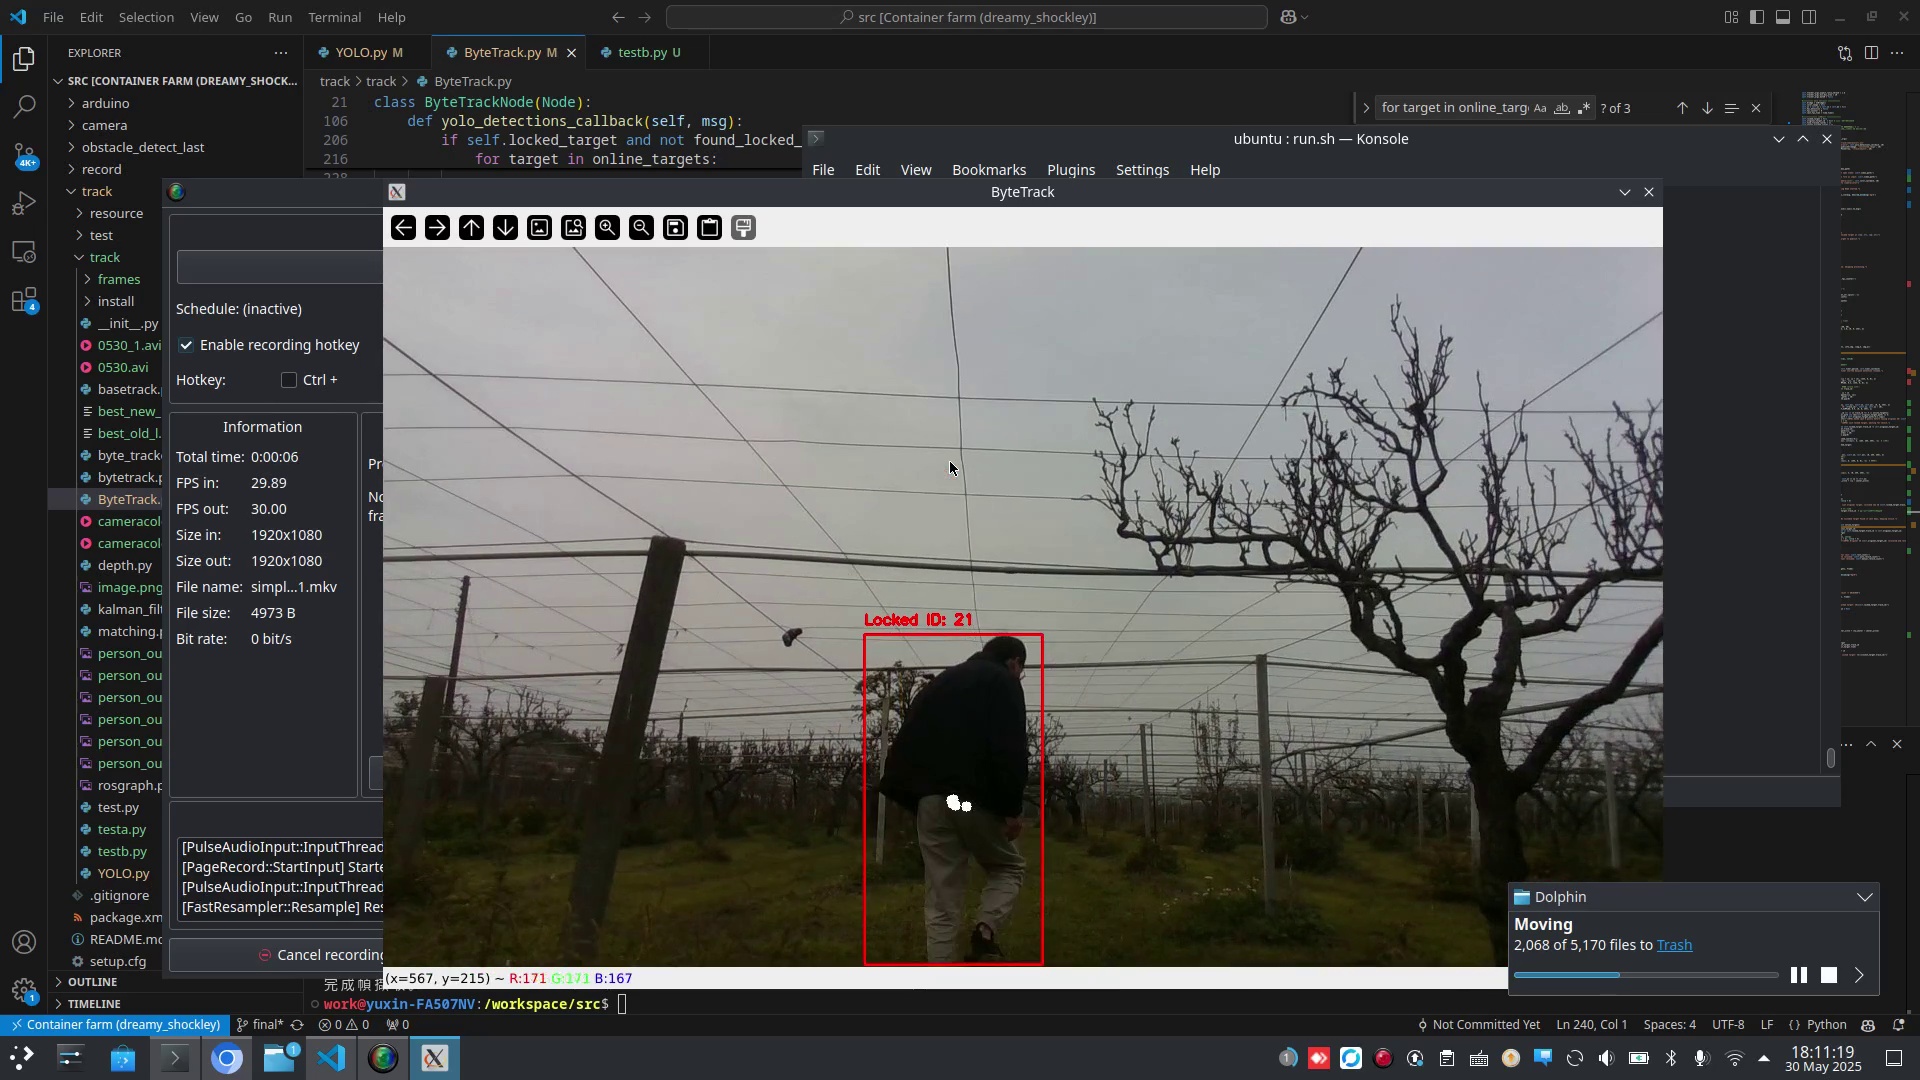 File Edit Selection View Go Run Terminal Help
src [Container farm (dreamy_shockley)]
EXPLORER
YOLO.py M
ByteTrack.py M
testb.py U
SRC [CONTAINER FARM (DREAMY_SHOCK...
track > track > ByteTrack.py
arduino
camera
obstacle_detect_last
record
track
resource
test
track
frames
install
__init__.py
0530_1.avi
0530.avi
basetrack.
best_new_
best_old_l.
byte_track
bytetrack.p
ByteTrack.
cameracol
cameracol
depth.py
image.png
kalman_filt
matching.p
person_ou
person_ou
person_ou
person_ou
person_ou
person_ou
rosgraph.p
test.py
testa.py
testb.py
YOLO.py
.gitignore
package.xm
README.md
setup.cfg
OUTLINE
TIMELINE
4K+
4
1
21 class ByteTrackNode(Node):
106 def yolo_detections_callback(self, msg):
206 if self.locked_target and not found_locked_
216 for target in online_targets:
for target in online_targ
Aa ab .*
? of 3
ubuntu : run.sh — Konsole
File Edit View Bookmarks Plugins Settings Help
ByteTrack
Schedule: (inactive)
Enable recording hotkey
Hotkey: Ctrl +
Information
Total time: 0:00:06
FPS in: 29.89
FPS out: 30.00
Size in: 1920x1080
Size out: 1920x1080
File name: simpl...1.mkv
File size: 4973 B
Bit rate: 0 bit/s
Pr
No
fra
[PulseAudioInput::InputThread
[PageRecord::StartInput] Starte
[PulseAudioInput::InputThread
[FastResampler::Resample] Res
Cancel recording
Locked ID: 21
(x=567, y=215) ~ R:171 G:171 B:167
work@yuxin-FA507NV:/workspace/src$
Dolphin
Moving
2,068 of 5,170 files to Trash
Container farm (dreamy_shockley)
final*
0 0
0
Not Committed Yet
Ln 240, Col 1
Spaces: 4
UTF-8
LF
{} Python
1
1
18:11:19
30 May 2025